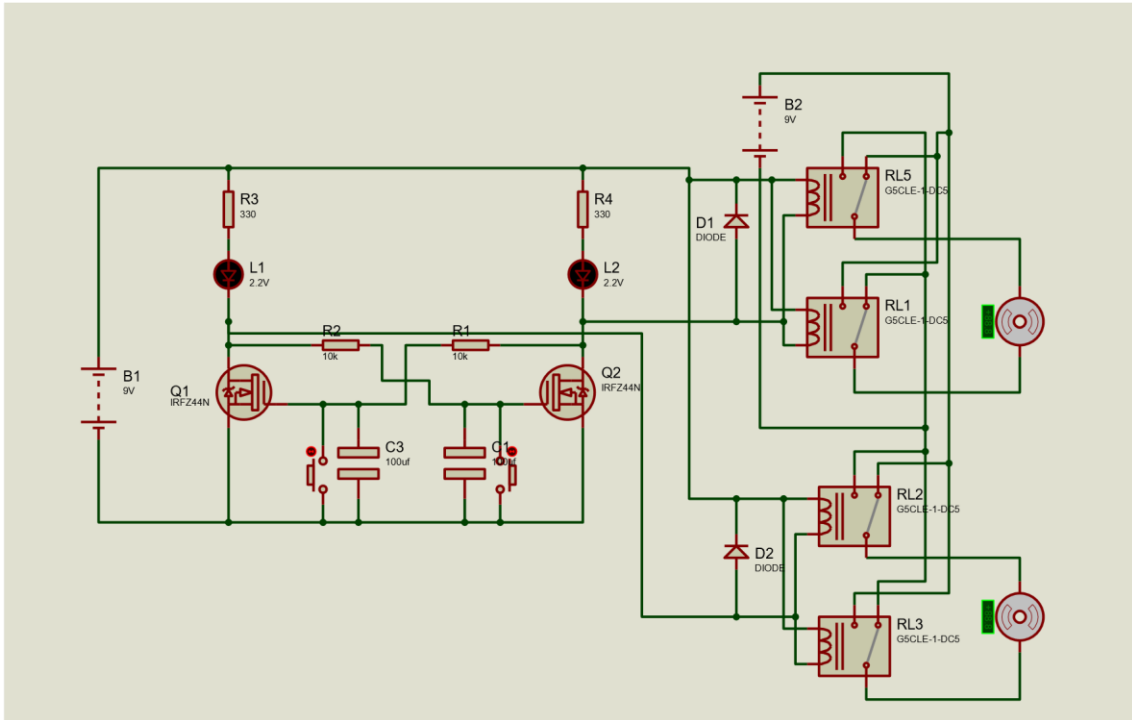 B2
9V
RL5
G5CLE-1-DC5
R3
330
R4
330
D1
DIODE
L1
2.2V
L2
2.2V
RL1
G5CLE-1-DC5
R2
10k
R1
10k
B1
9V
Q1
IRFZ44N
Q2
IRFZ44N
C3
100uf
C1
100uf
RL2
G5CLE-1-DC5
D2
DIODE
RL3
G5CLE-1-DC5